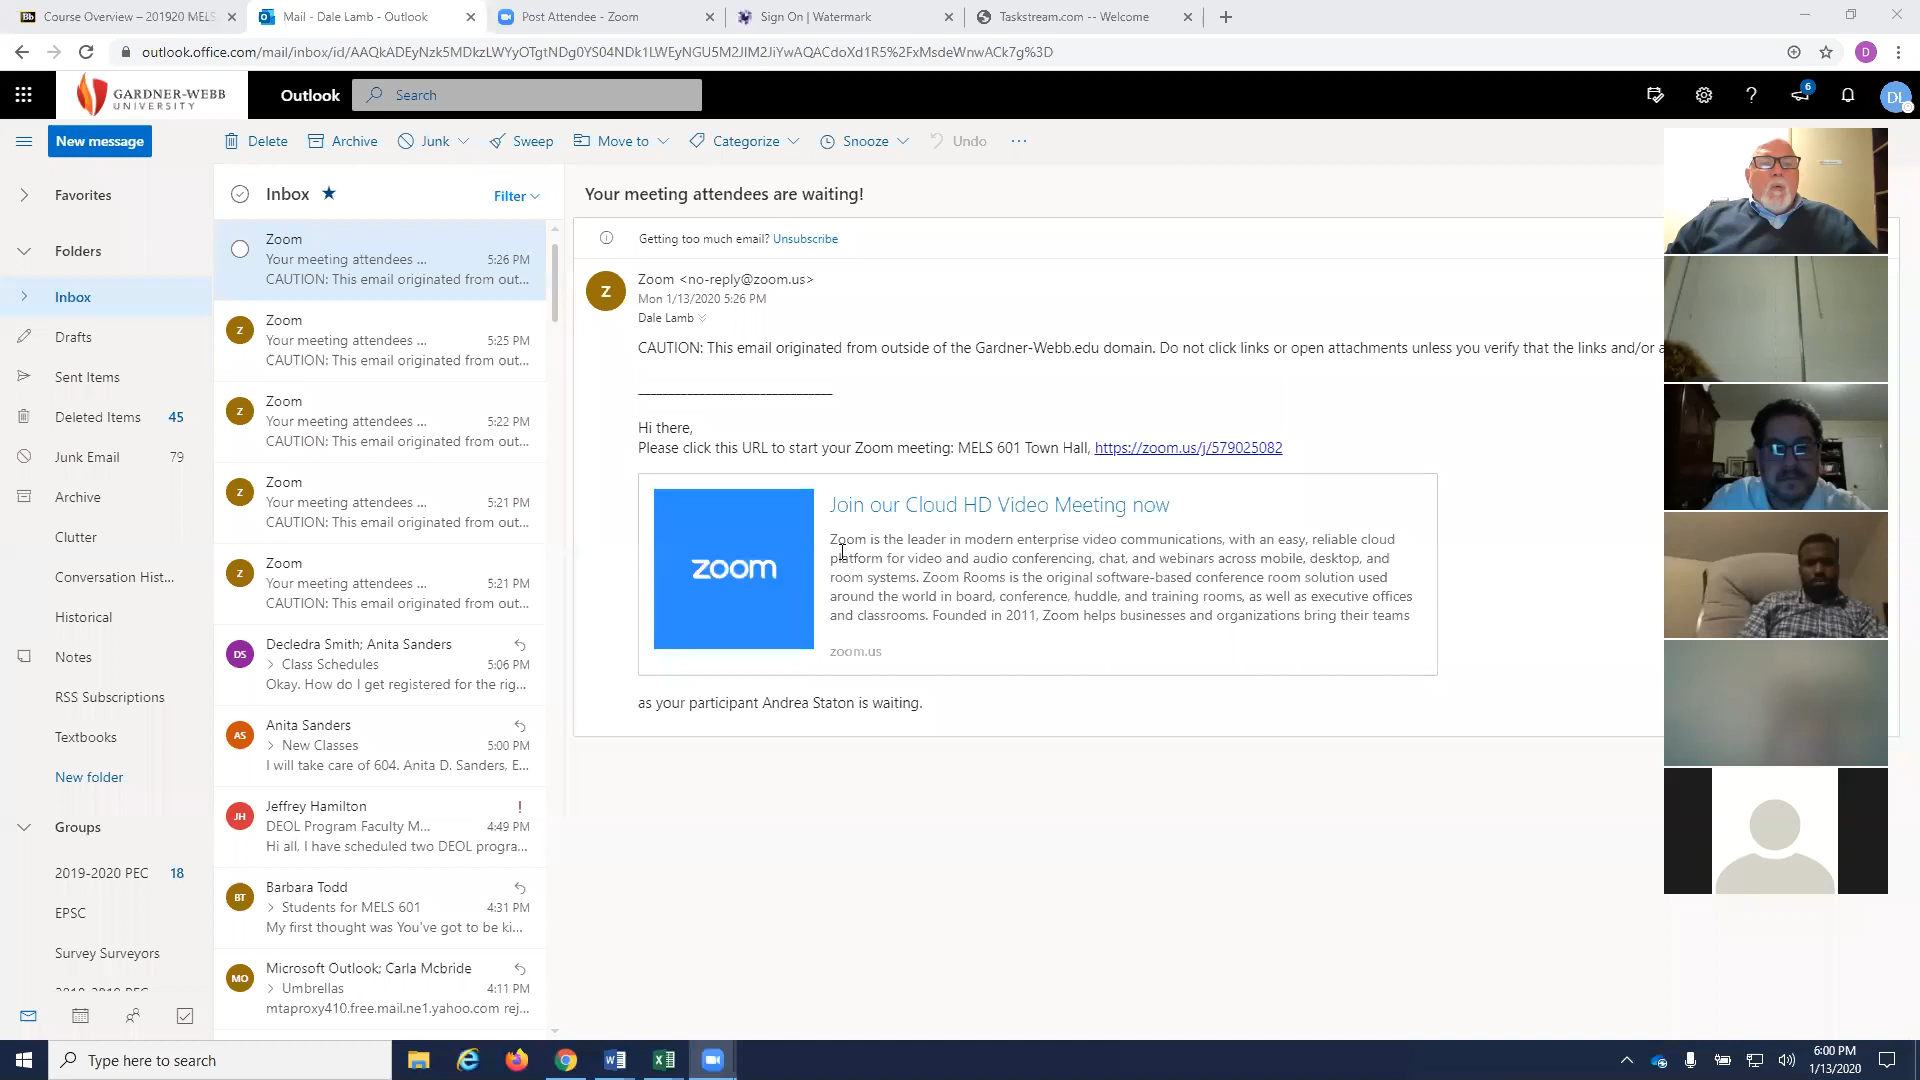 Course Overview – 201920 MELS
Mail - Dale Lamb - Outlook
Post Attendee - Zoom
Sign On | Watermark
Taskstream.com -- Welcome
outlook.office.com/mail/inbox/id/AAQkADEyNzk5MDkzLWYyOTgtNDg0YS04NDk1LWEyNGU5M2JlM2JiYwAQACdoXd1R5%2FxMsdeWnwACk7g%3D
D
GARDNER-WEBB
UNIVERSITY
Outlook
Search
6
DL
New message
Delete
Archive
Junk
Sweep
Move to
Categorize
Snooze
Undo
Favorites
Folders
Inbox
Drafts
Sent Items
Deleted Items 45
Junk Email 79
Archive
Clutter
Conversation Hist...
Historical
Notes
RSS Subscriptions
Textbooks
New folder
Groups
2019-2020 PEC 18
EPSC
Survey Surveyors
Inbox
Filter
Zoom
Your meeting attendees ... 5:26 PM
CAUTION: This email originated from out...
Z
Zoom
Your meeting attendees ... 5:25 PM
CAUTION: This email originated from out...
Z
Zoom
Your meeting attendees ... 5:22 PM
CAUTION: This email originated from out...
Z
Zoom
Your meeting attendees ... 5:21 PM
CAUTION: This email originated from out...
Z
Zoom
Your meeting attendees ... 5:21 PM
CAUTION: This email originated from out...
DS
Decledra Smith; Anita Sanders
Class Schedules 5:06 PM
Okay. How do I get registered for the rig...
AS
Anita Sanders
New Classes 5:00 PM
I will take care of 604. Anita D. Sanders, E...
JH
Jeffrey Hamilton !
DEOL Program Faculty M... 4:49 PM
Hi all, I have scheduled two DEOL progra...
BT
Barbara Todd
Students for MELS 601 4:31 PM
My first thought was You've got to be ki...
MO
Microsoft Outlook; Carla Mcbride
Umbrellas 4:11 PM
mtaproxy410.free.mail.ne1.yahoo.com rej...
Your meeting attendees are waiting!
Getting too much email? Unsubscribe
Z
Zoom <no-reply@zoom.us>
Mon 1/13/2020 5:26 PM
Dale Lamb
CAUTION: This email originated from outside of the Gardner-Webb.edu domain. Do not click links or open attachments unless you verify that the links and/or a
Hi there,
Please click this URL to start your Zoom meeting: MELS 601 Town Hall, https://zoom.us/j/579025082
zoom
Join our Cloud HD Video Meeting now
Zoom is the leader in modern enterprise video communications, with an easy, reliable cloud
platform for video and audio conferencing, chat, and webinars across mobile, desktop, and
room systems. Zoom Rooms is the original software-based conference room solution used
around the world in board, conference, huddle, and training rooms, as well as executive offices
and classrooms. Founded in 2011, Zoom helps businesses and organizations bring their teams
zoom.us
as your participant Andrea Staton is waiting.
Type here to search
6:00 PM
1/13/2020